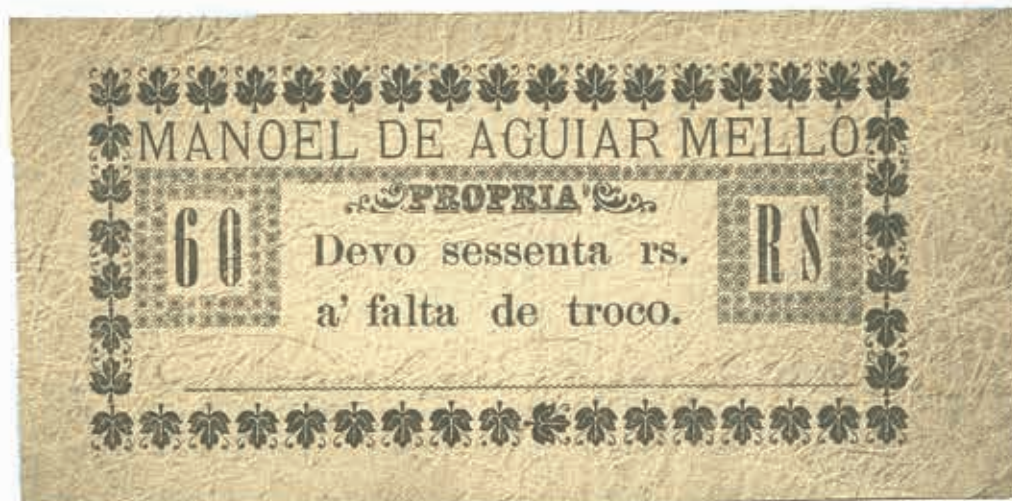 MANOEL DE AGUIAR MELLO
PROPRIA'
60 RS
Devo sessenta rs.
a' falta de troco.